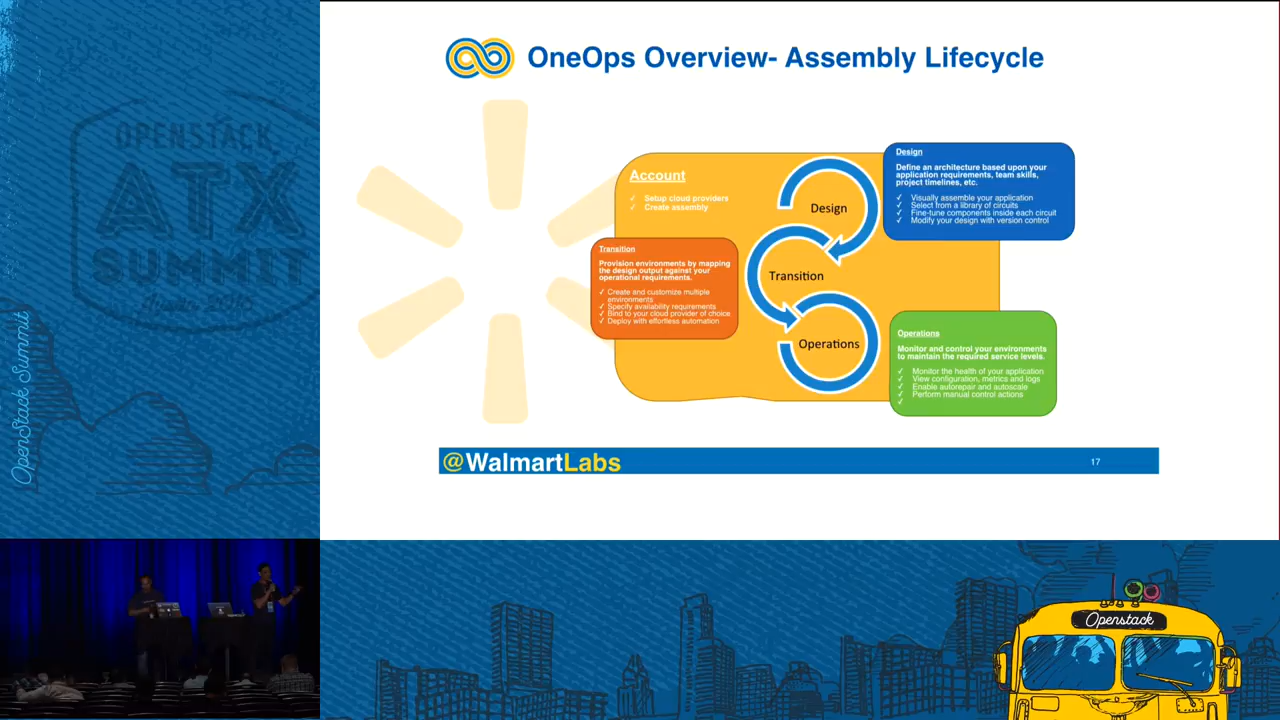 OneOps Overview- Assembly Lifecycle
Account
✓ Setup cloud providers
✓ Create assembly
Design
Define an architecture based upon your
application requirements, team skills,
project timelines, etc.
✓ Visually assemble your application
✓ Select from a library of circuits
✓ Fine-tune components inside each circuit
✓ Modify your design with version control
Design
Transition
Operations
Transition
Provision environments by mapping
the design output against your
operational requirements.
✓ Create and customize multiple
environments
✓ Specify availability requirements
✓ Bind to your cloud provider of choice
✓ Deploy with effortless automation
Operations
Monitor and control your environments
to maintain the required service levels.
✓ Monitor the health of your application
✓ View configuration, metrics and logs
✓ Enable autorepair and autoscale
✓ Perform manual control actions
✓
@WalmartLabs
17
OPENSTACK
OpenStack Summit
Openstack